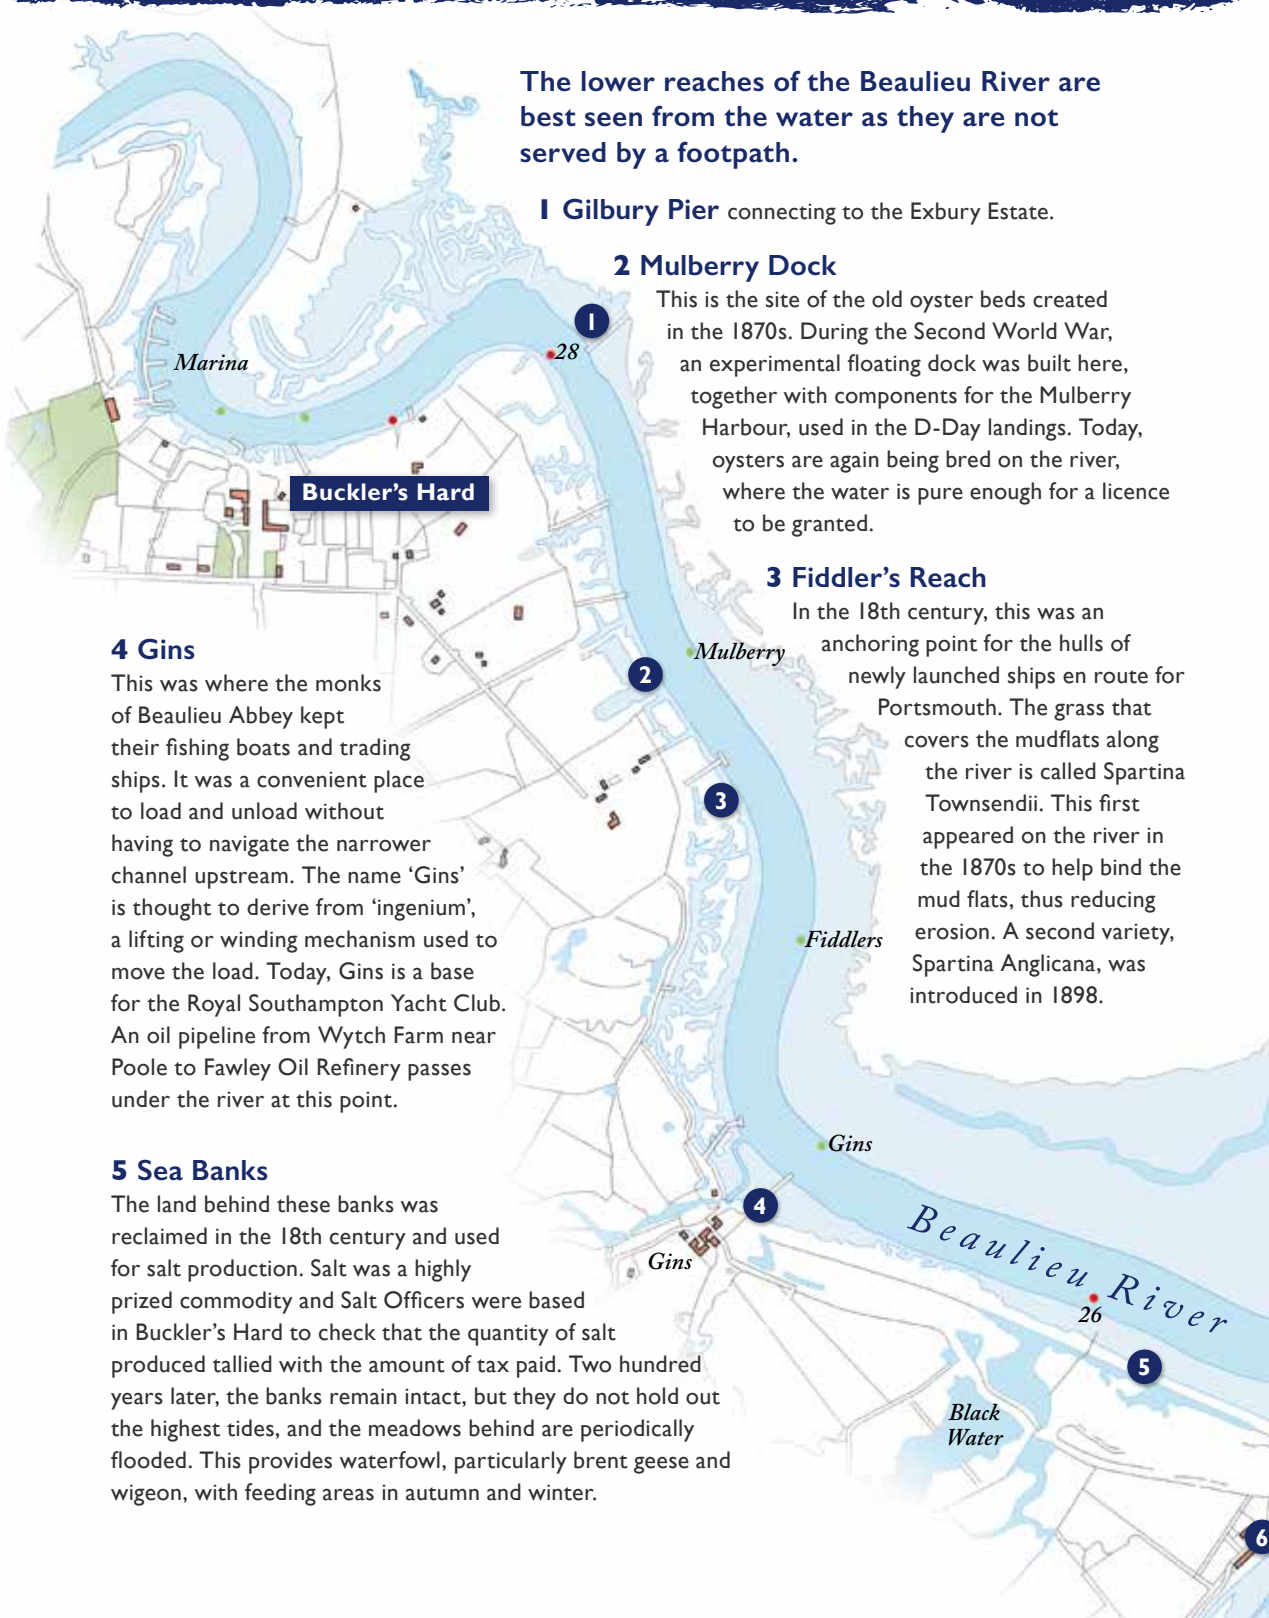 The lower reaches of the Beaulieu River are
best seen from the water as they are not
served by a footpath.
1 Gilbury Pier connecting to the Exbury Estate.
2 Mulberry Dock
This is the site of the old oyster beds created
in the 1870s. During the Second World War,
an experimental floating dock was built here,
together with components for the Mulberry
Harbour, used in the D-Day landings. Today,
oysters are again being bred on the river,
where the water is pure enough for a licence
to be granted.
3 Fiddler’s Reach
In the 18th century, this was an
anchoring point for the hulls of
newly launched ships en route for
Portsmouth. The grass that
covers the mudflats along
the river is called Spartina
Townsendii. This first
appeared on the river in
the 1870s to help bind the
mud flats, thus reducing
erosion. A second variety,
Spartina Anglicana, was
introduced in 1898.
4 Gins
This was where the monks
of Beaulieu Abbey kept
their fishing boats and trading
ships. It was a convenient place
to load and unload without
having to navigate the narrower
channel upstream. The name ‘Gins’
is thought to derive from ‘ingenium’,
a lifting or winding mechanism used to
move the load. Today, Gins is a base
for the Royal Southampton Yacht Club.
An oil pipeline from Wytch Farm near
Poole to Fawley Oil Refinery passes
under the river at this point.
5 Sea Banks
The land behind these banks was
reclaimed in the 18th century and used
for salt production. Salt was a highly
prized commodity and Salt Officers were based
in Buckler’s Hard to check that the quantity of salt
produced tallied with the amount of tax paid. Two hundred
years later, the banks remain intact, but they do not hold out
the highest tides, and the meadows behind are periodically
flooded. This provides waterfowl, particularly brent geese and
wigeon, with feeding areas in autumn and winter.
1
28
Marina
Buckler’s Hard
Mulberry
2
3
Fiddlers
Gins
4
Gins
Beaulieu River
26
5
Black
Water
6